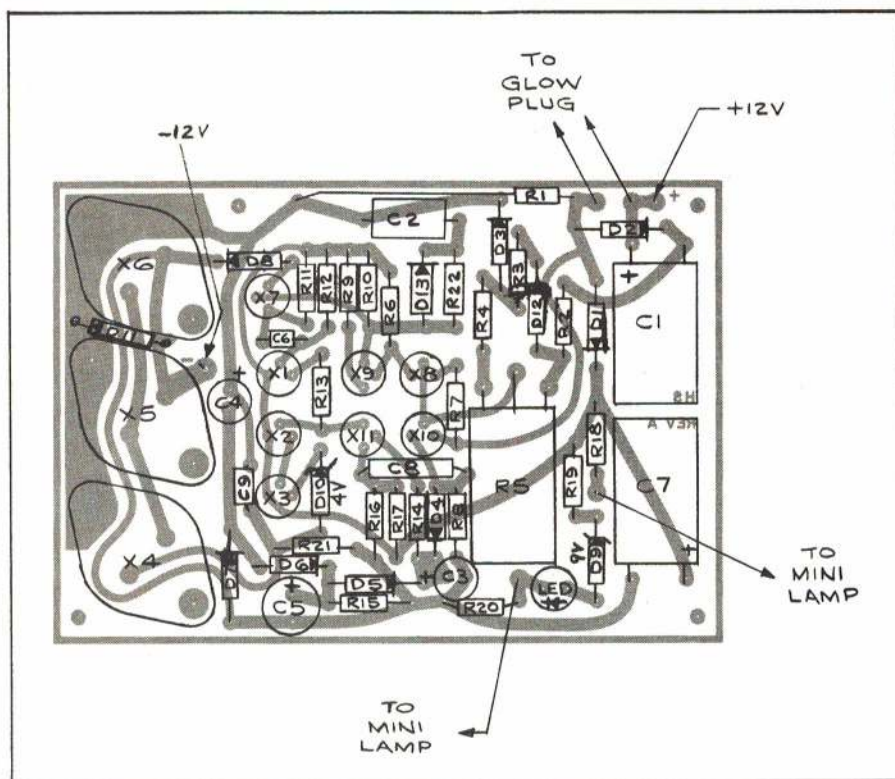 TO
GLOW
PLUG
+12V
-12V
+
R1
C2
D3
D2
X6
D8
R11
R12
R9
R10
R6
D13
R22
R3
R4
D12
R2
D1
+
C1
X7
C6
R11
-
X5
C4
+
X1
R13
X9
X8
R7
HS
REV A
X2
X11
X10
R5
R18
R19
C7
C8
C9
X3
D10
4V
R16
R17
R14
D4
R8
X4
R21
D7
D6
D5
+
C3
9V
D9
+
LED
+
C5
R15
R20
TO
MINI
LAMP
TO
MINI
LAMP